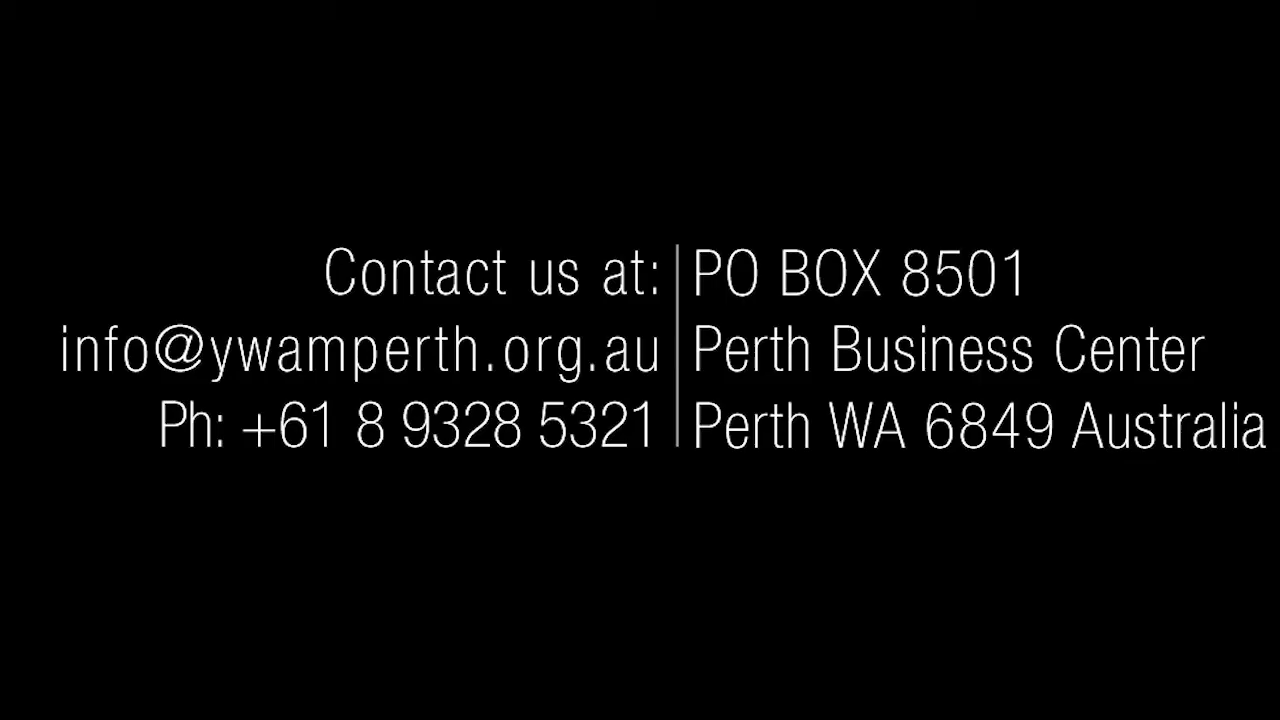 Contact us at:
info@ywamperth.org.au
Ph: +61 8 9328 5321
PO BOX 8501
Perth Business Center
Perth WA 6849 Australia